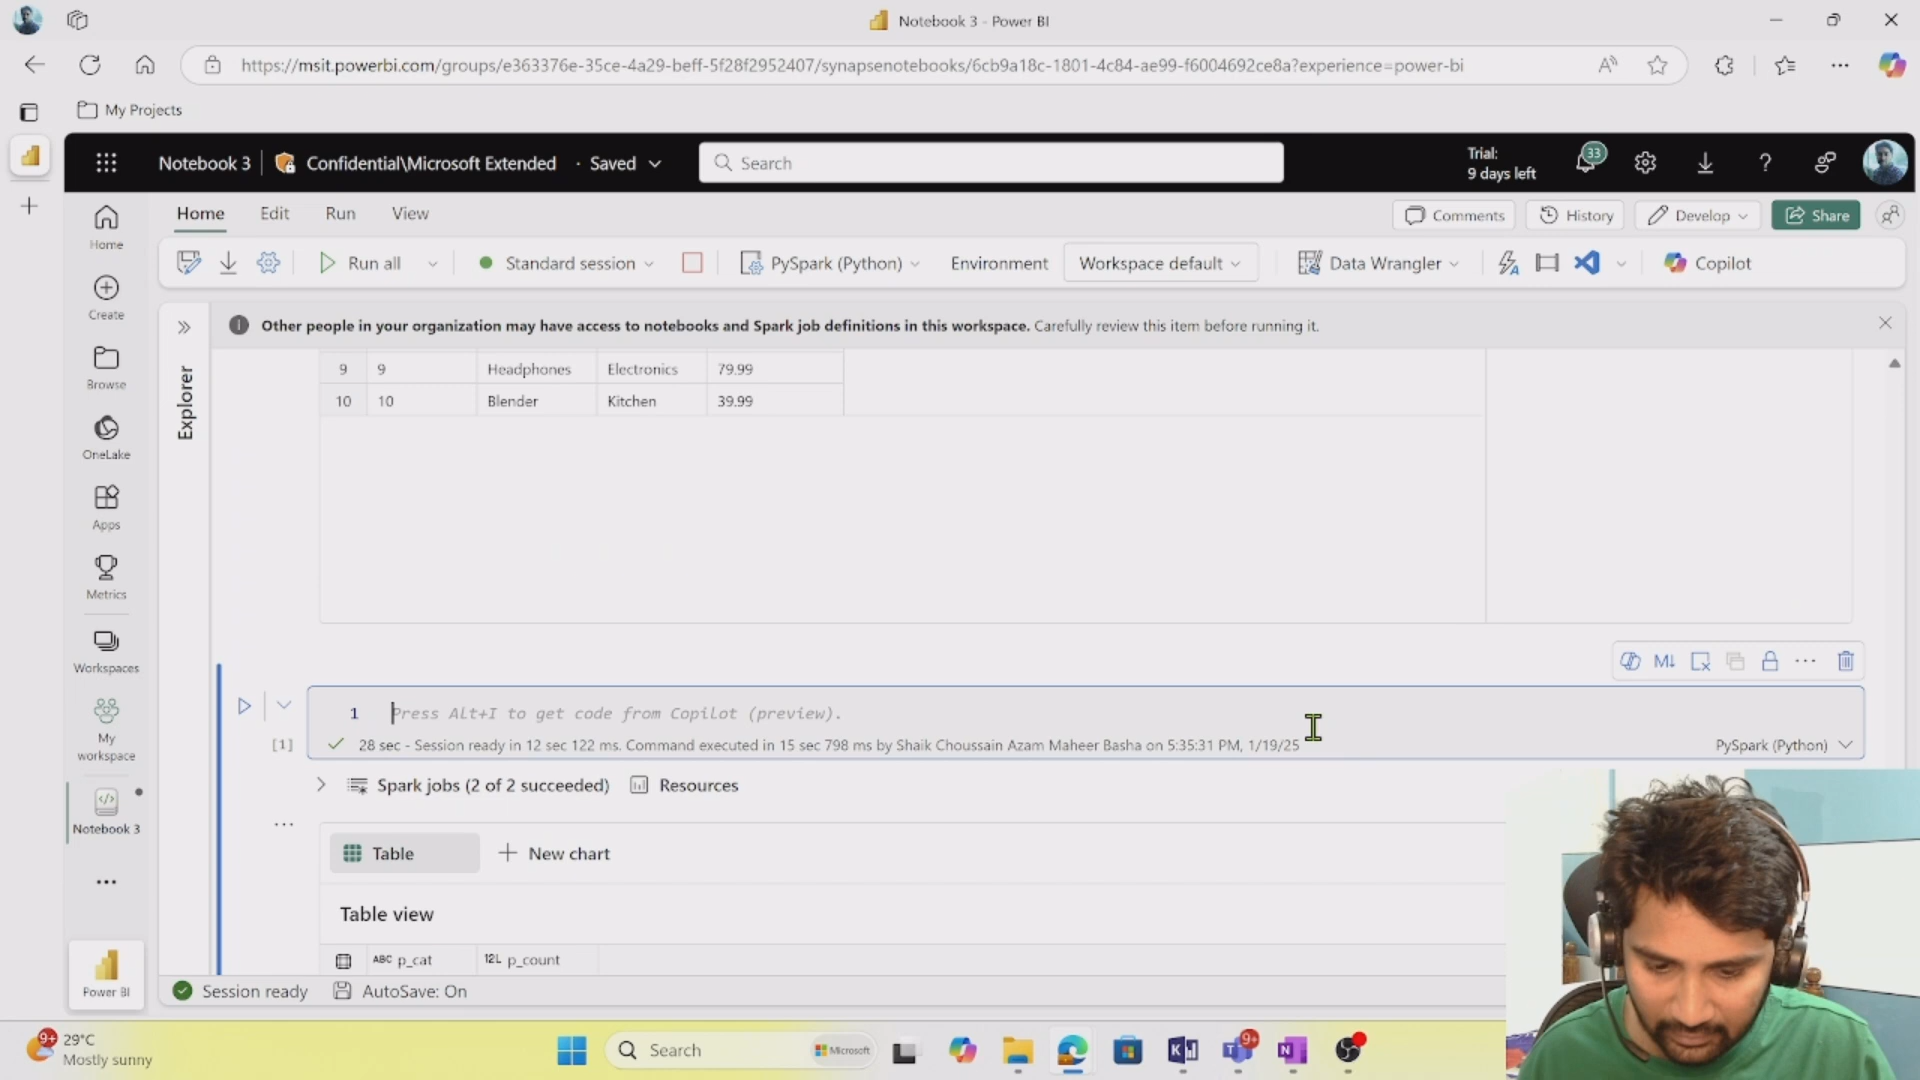 Notebook 3 - Power BI
https://msit.powerbi.com/groups/e363376e-35ce-4a29-beff-5f28f2952407/synapsenotebooks/6cb9a18c-1801-4c84-ae99-f6004692ce8a?experience=power-bi
My Projects
Notebook 3 | Confidential\Microsoft Extended · Saved
Search
Trial:
9 days left
33
Home Edit Run View
Comments History Develop Share
Run all Standard session PySpark (Python) Environment Workspace default Data Wrangler Copilot
Home
Create
Browse
OneLake
Apps
Metrics
Workspaces
My
workspace
Notebook 3
Power BI
Explorer
Other people in your organization may have access to notebooks and Spark job definitions in this workspace. Carefully review this item before running it.
9 9 Headphones Electronics 79.99
10 10 Blender Kitchen 39.99
M↓
1 Press Alt+I to get code from Copilot (preview).
[1] 28 sec - Session ready in 12 sec 122 ms. Command executed in 15 sec 798 ms by Shaik Choussain Azam Maheer Basha on 5:35:31 PM, 1/19/25 PySpark (Python)
Spark jobs (2 of 2 succeeded) Resources
Table + New chart
Table view
ABC p_cat 12L p_count
Session ready AutoSave: On
9+
29°C
Mostly sunny
Search
Microsoft
9+